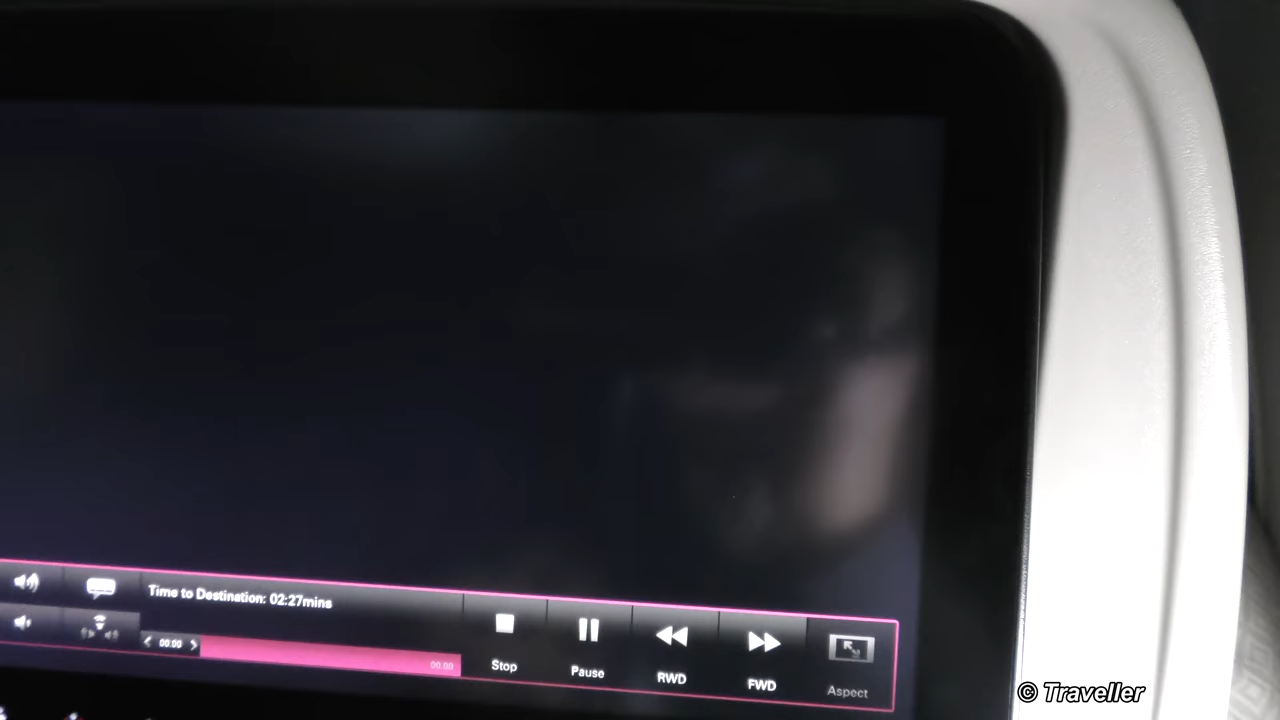 Time to Destination: 02:27mins
00:00
00:00
Stop
Pause
RWD
FWD
Aspect
© Traveller